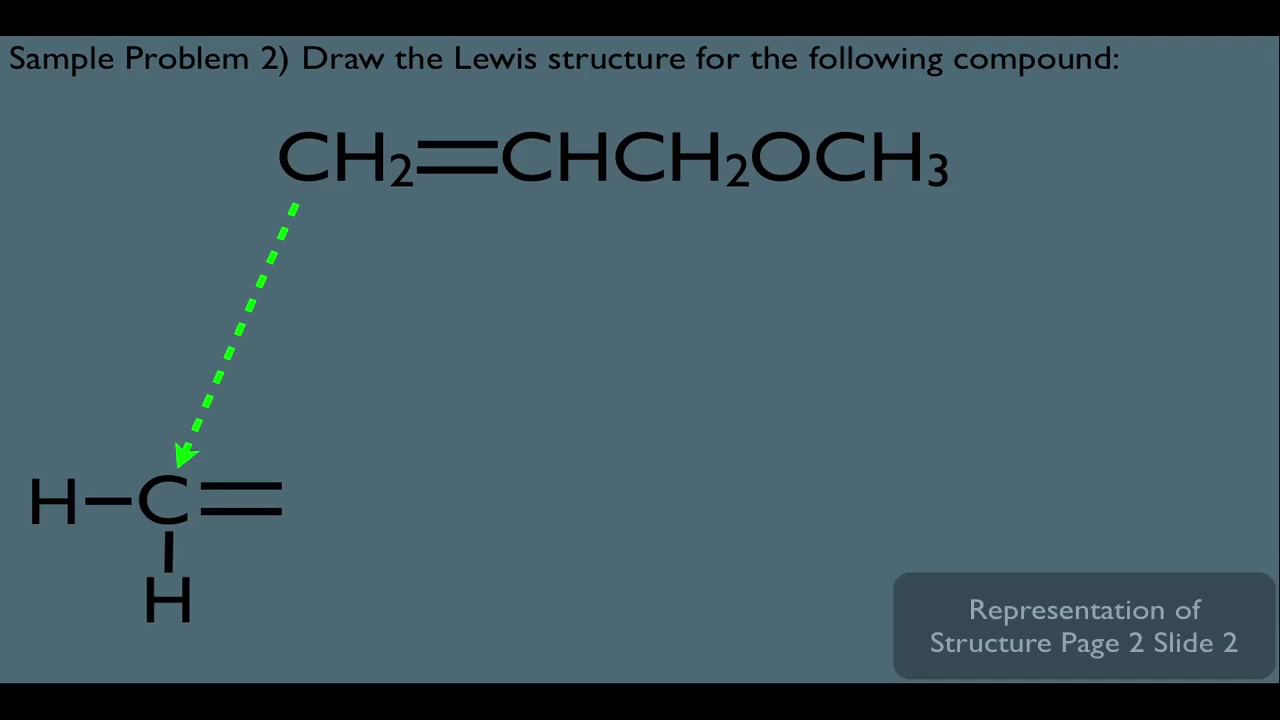 Sample Problem 2) Draw the Lewis structure for the following compound:
CH₂=CHCH₂OCH₃
H—C=
H
Representation of
Structure Page 2 Slide 2